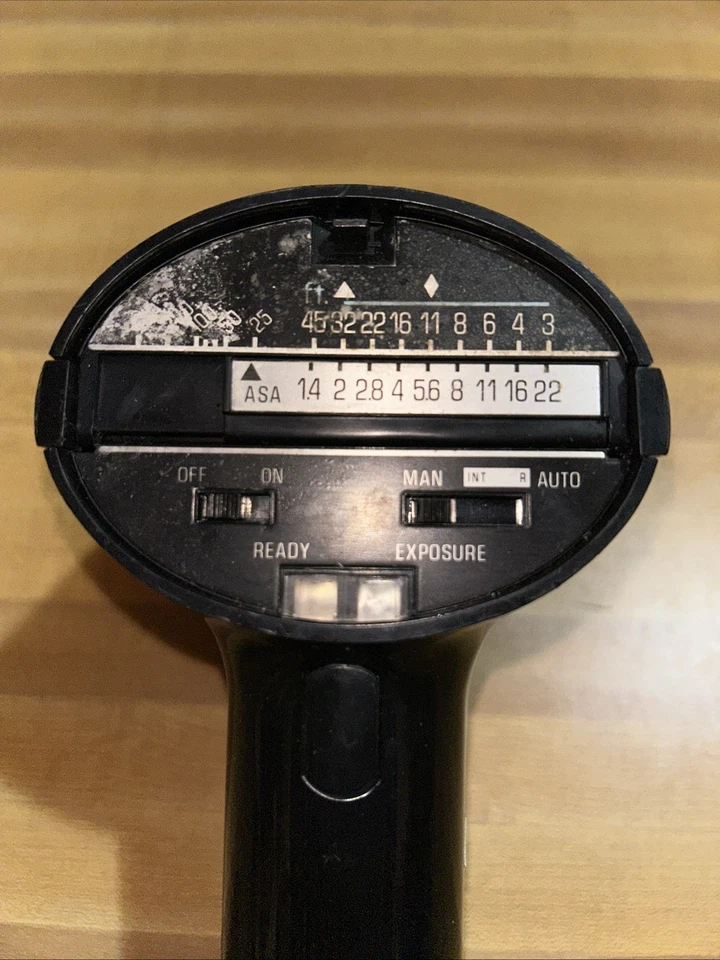 ft.
25 45 32 22 16 11 8 6 4 3
ASA 1.4 2 2.8 4 5.6 8 11 16 22
OFF ON MAN INT R AUTO
READY EXPOSURE